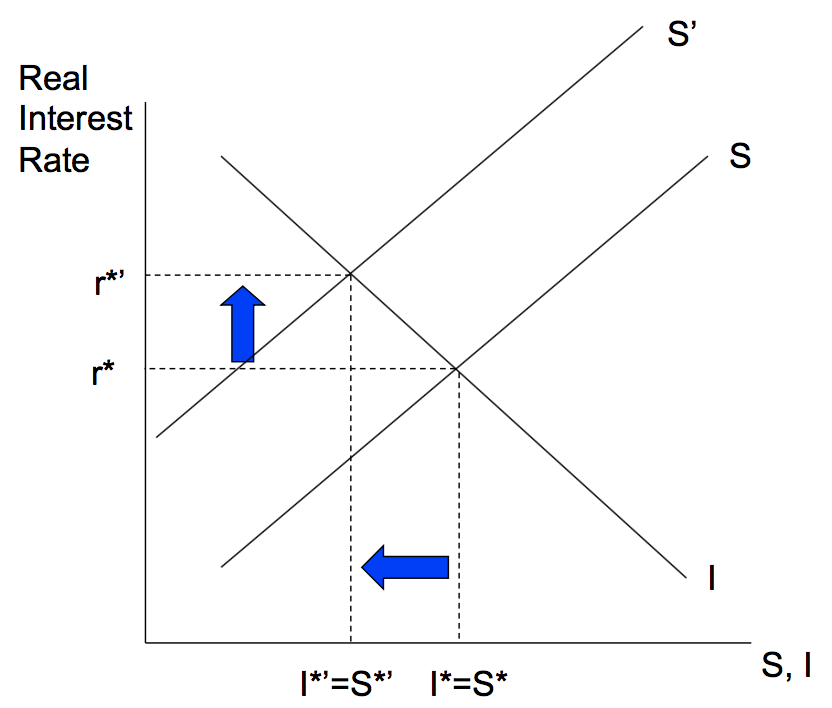 S’
Real
Interest
Rate
S
r*’
r*
I
S, I
I*’=S*’
I*=S*